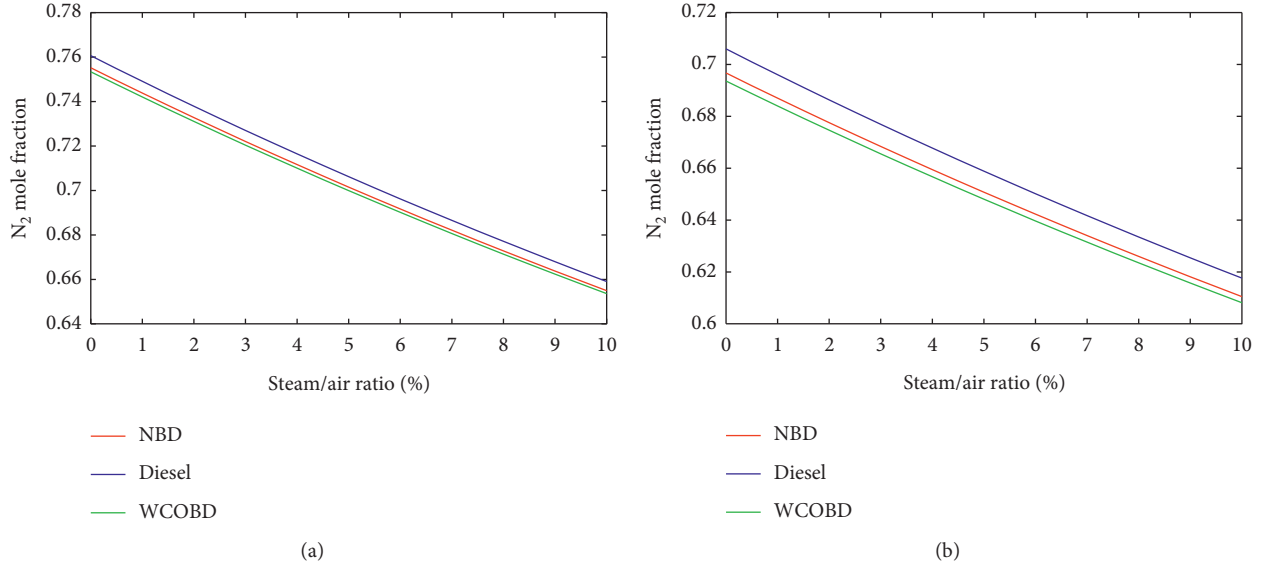 0.78
0.76
0.74
0.72
0.7
0.68
0.66
0.64
N2 mole fraction
0 1 2 3 4 5 6 7 8 9 10
Steam/air ratio (%)
NBD
Diesel
WCOBD
(a)
0.72
0.7
0.68
0.66
0.64
0.62
0.6
N2 mole fraction
0 1 2 3 4 5 6 7 8 9 10
Steam/air ratio (%)
NBD
Diesel
WCOBD
(b)